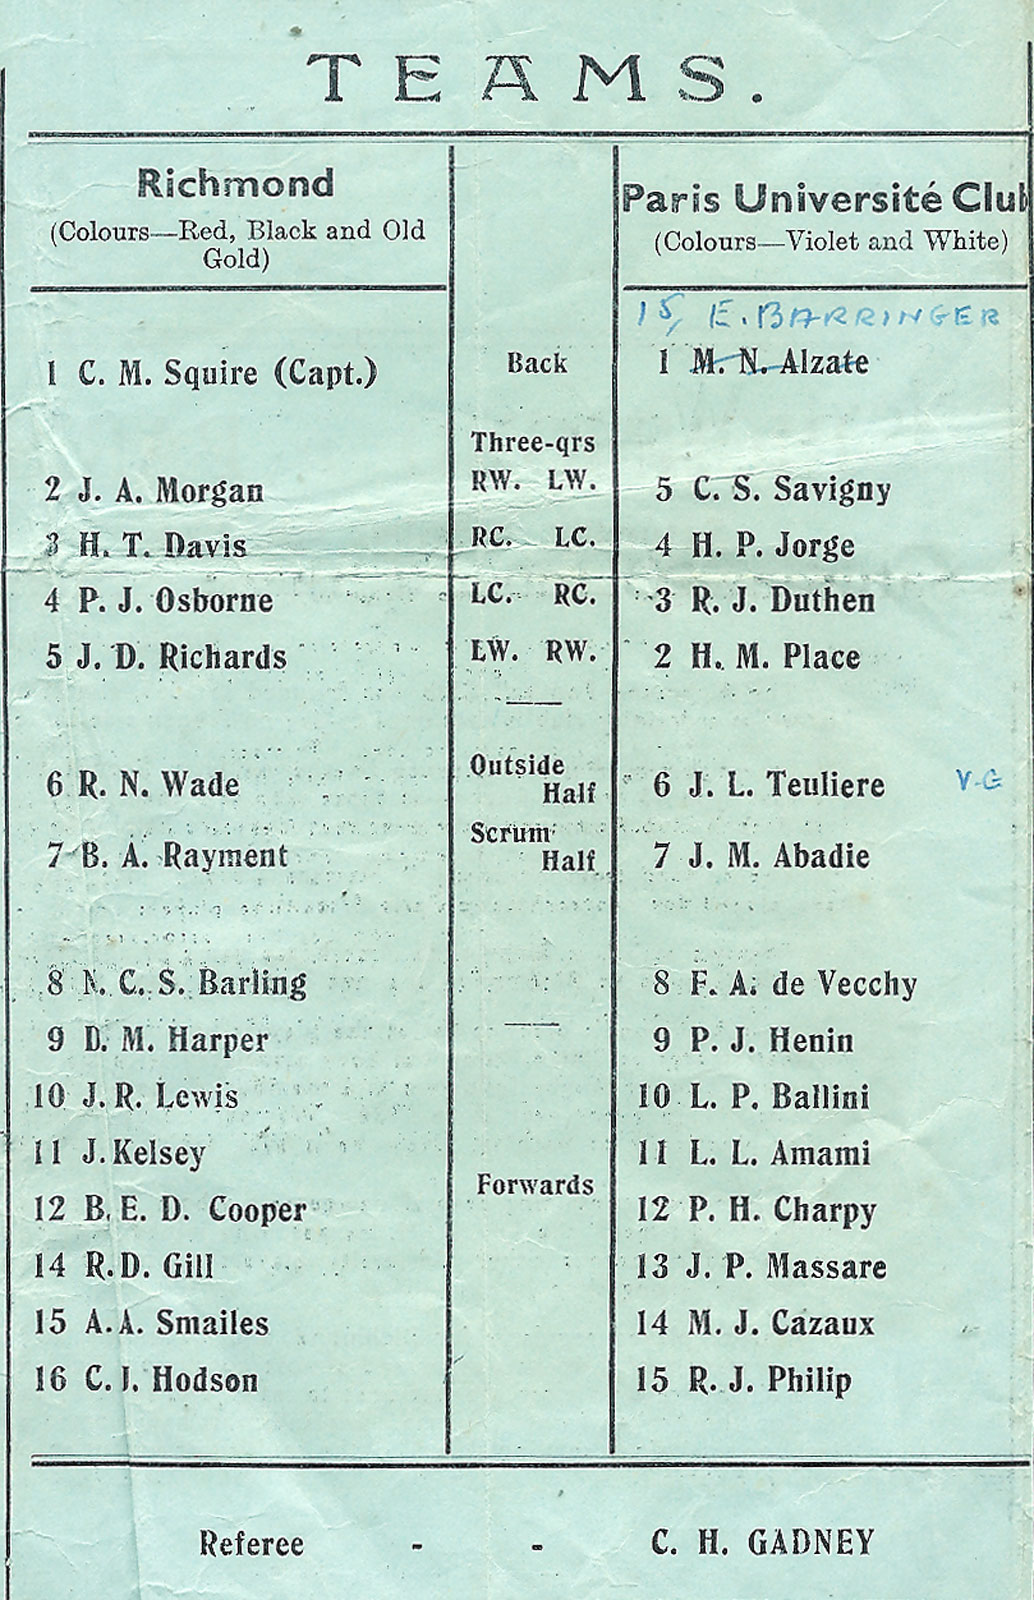 TEAMS.
Richmond
(Colours—Red, Black and Old
Gold)
Paris Université Club
(Colours—Violet and White)
15, E. BARRINGER
1 C. M. Squire (Capt.) Back 1 M. N. Alzate
Three-qrs
2 J. A. Morgan RW. LW. 5 C. S. Savigny
3 H. T. Davis RC. LC. 4 H. P. Jorge
4 P. J. Osborne LC. RC. 3 R. J. Duthen
5 J. D. Richards LW. RW. 2 H. M. Place
6 R. N. Wade Outside Half 6 J. L. Teuliere V-G
7 B. A. Rayment Scrum Half 7 J. M. Abadie
8 N. C. S. Barling 8 F. A. de Vecchy
9 D. M. Harper 9 P. J. Henin
10 J. R. Lewis 10 L. P. Ballini
11 J. Kelsey 11 L. L. Amami
Forwards
12 B. E. D. Cooper 12 P. H. Charpy
14 R. D. Gill 13 J. P. Massare
15 A. A. Smailes 14 M. J. Cazaux
16 C. J. Hodson 15 R. J. Philip
Referee - - C. H. GADNEY